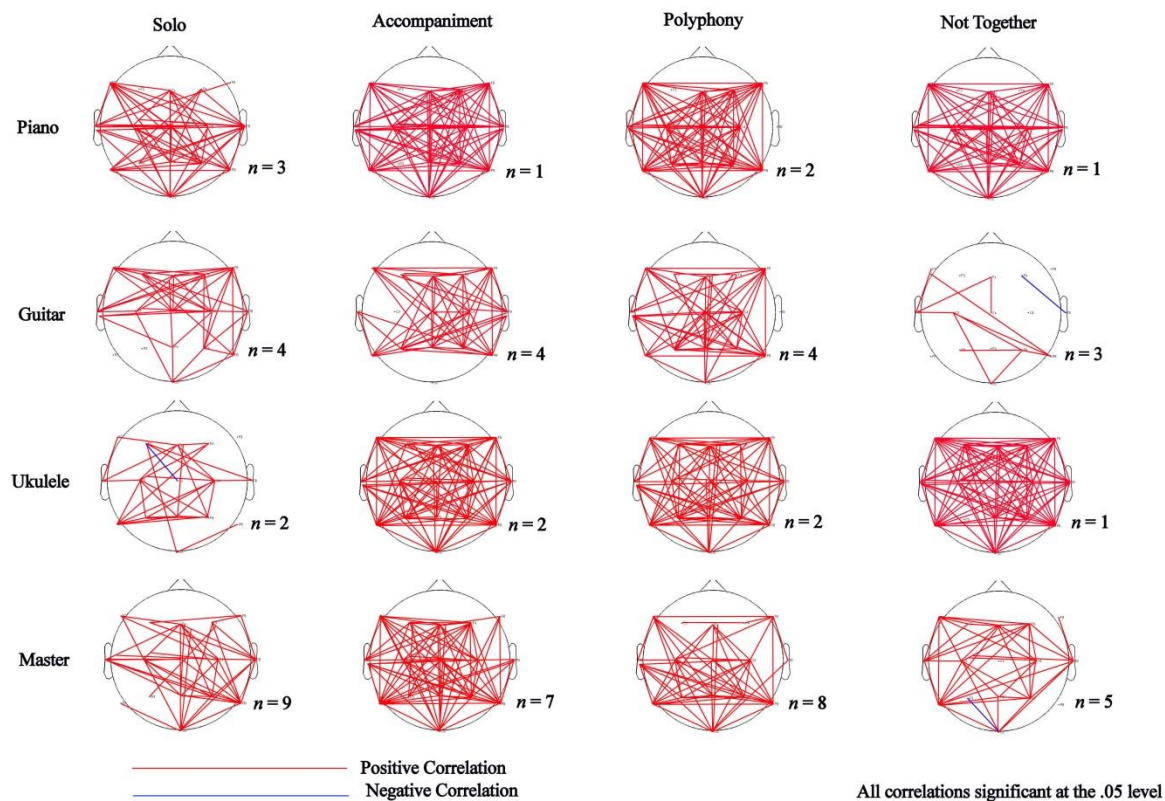 Solo Accompaniment Polyphony Not Together
Piano n = 3 n = 1 n = 2 n = 1
Guitar n = 4 n = 4 n = 4 n = 3
Ukulele n = 2 n = 2 n = 2 n = 1
Master n = 9 n = 7 n = 8 n = 5
Positive Correlation
Negative Correlation
All correlations significant at the .05 level